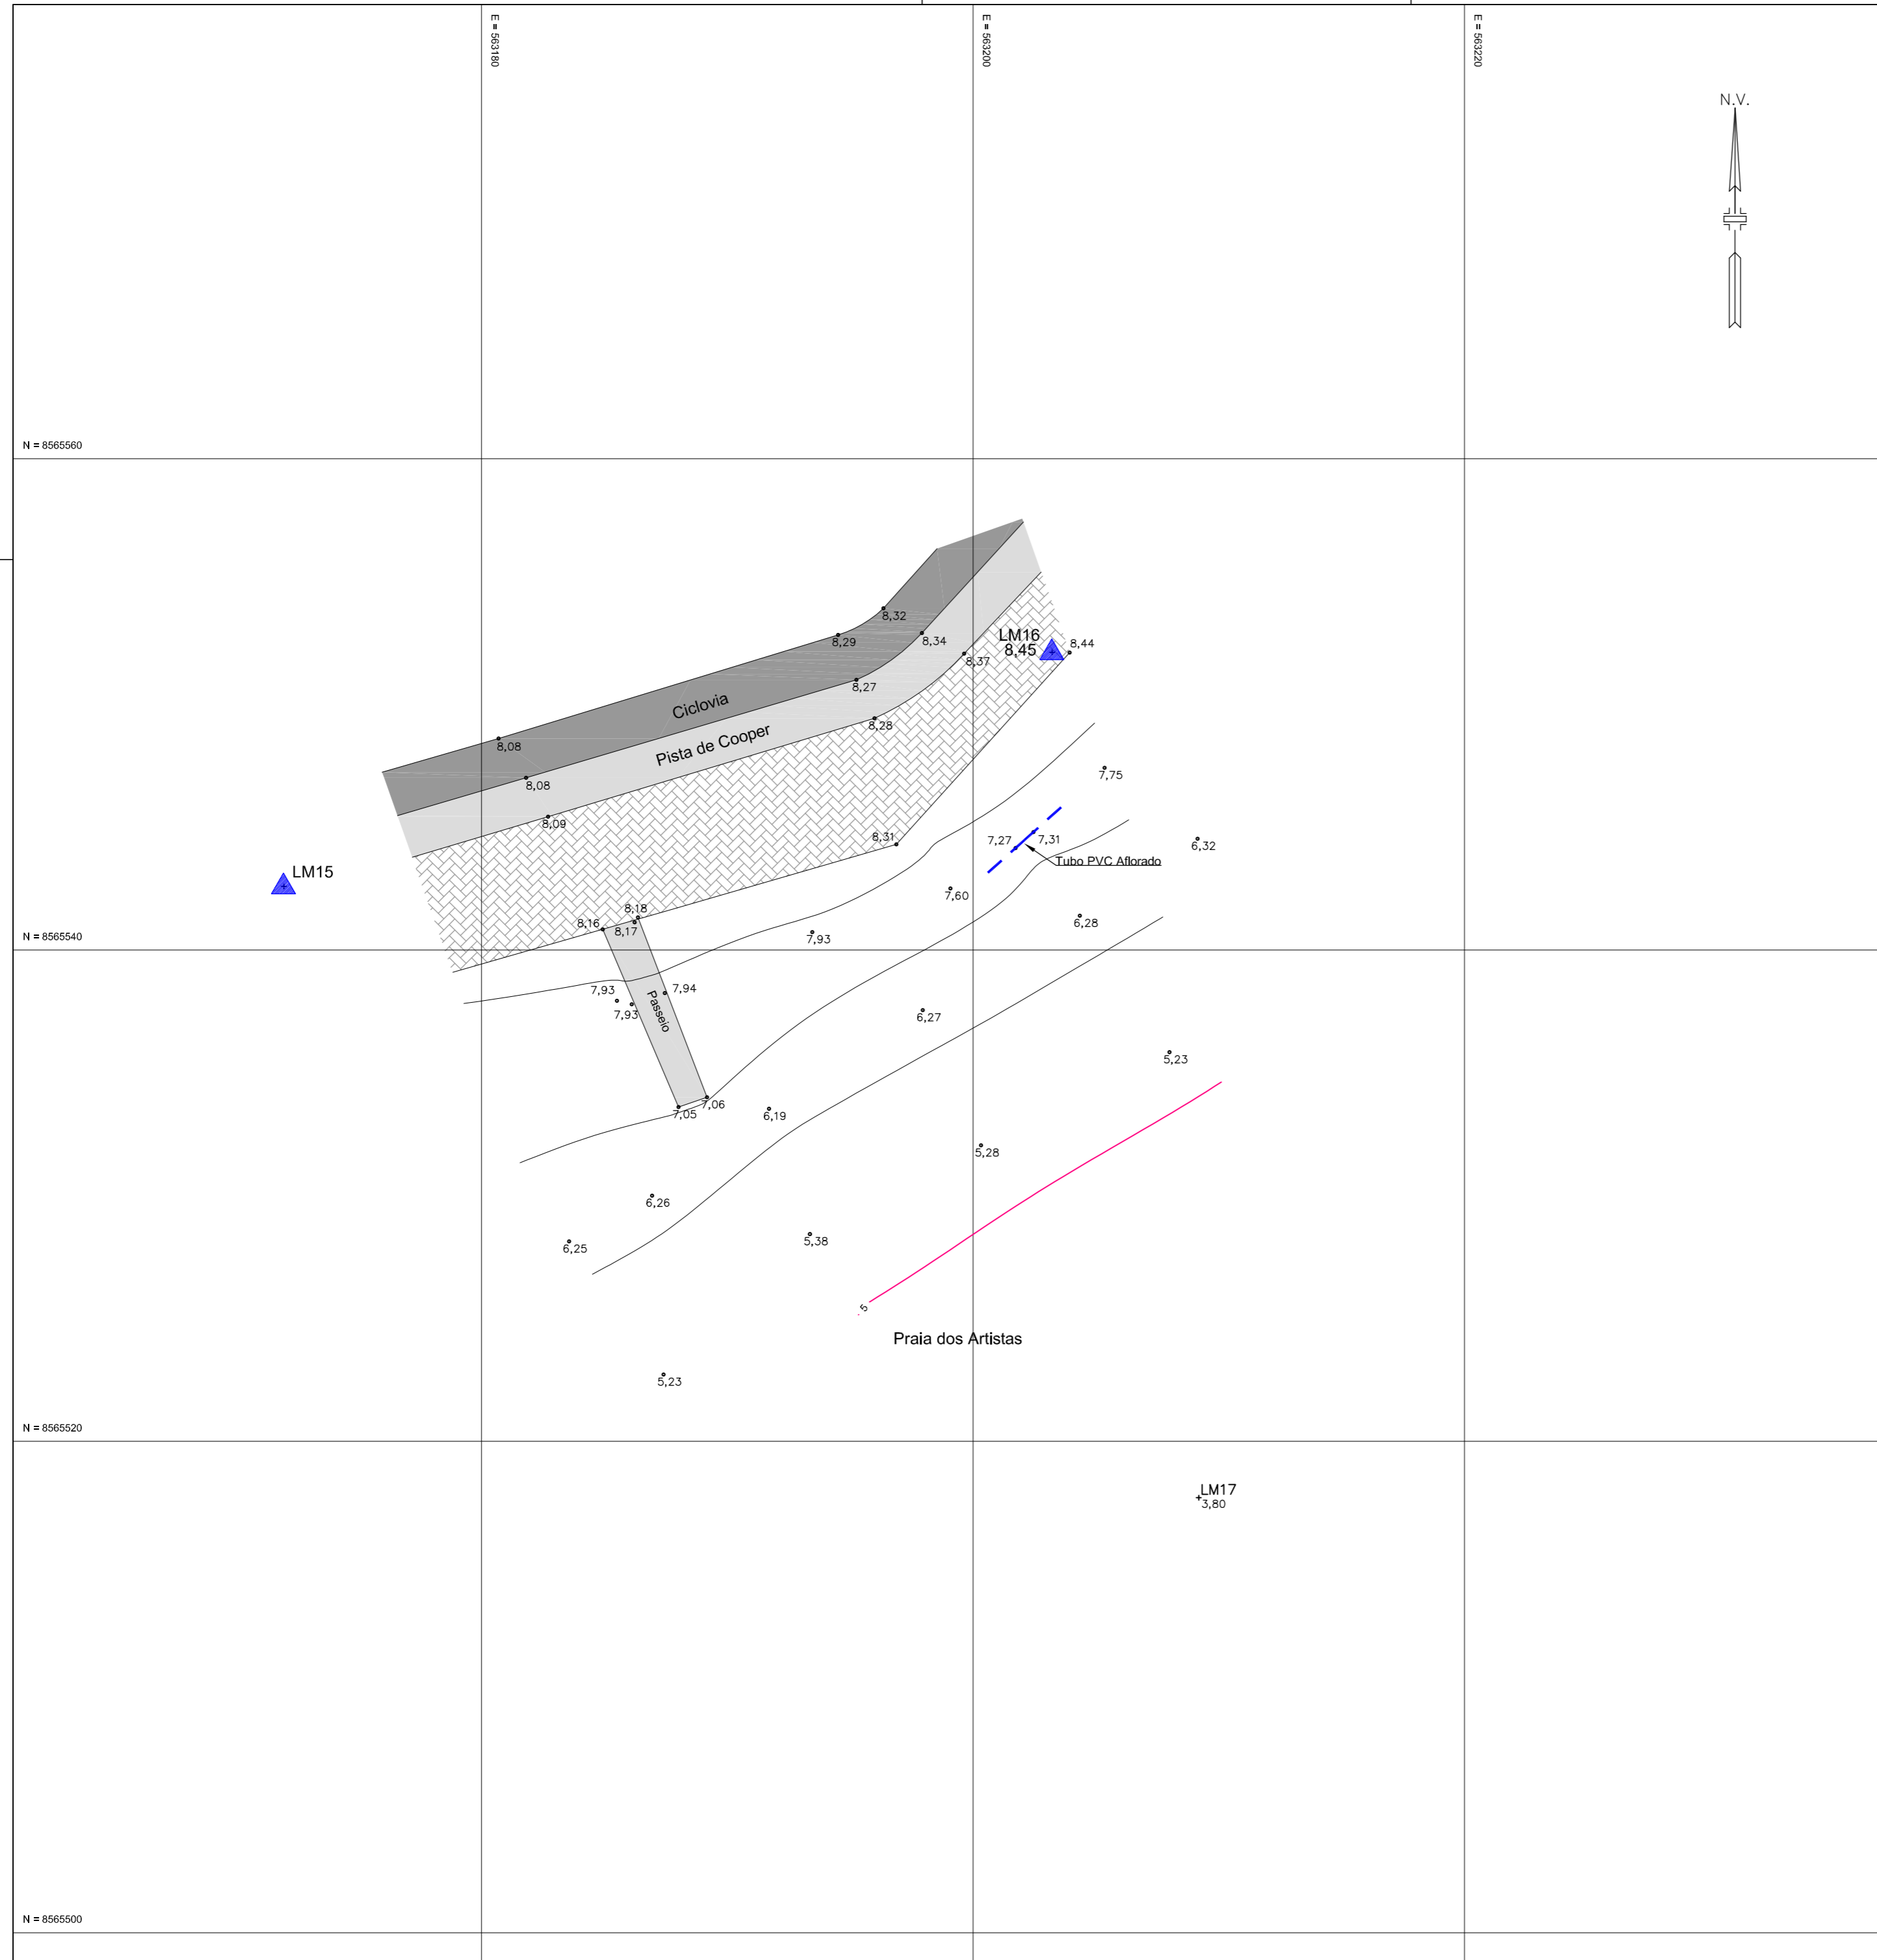 E = 563180
E = 563200
E = 563220
N.V.
N = 8565560
8,32
8,29
8,34
LM16
8,45
8,44
8,37
8,27
Ciclovia
8,28
Pista de Cooper
8,08
8,08
7,75
8,09
8,31
7,27
7,31
6,32
Tubo PVC Aflorado
LM15
7,60
8,18
8,16
8,17
6,28
N = 8565540
7,93
7,93
7,94
7,93
Passeio
6,27
5,23
7,05
7,06
6,19
5,28
6,26
6,25
5,38
5
Praia dos Artistas
5,23
N = 8565520
LM17
3,80
N = 8565500